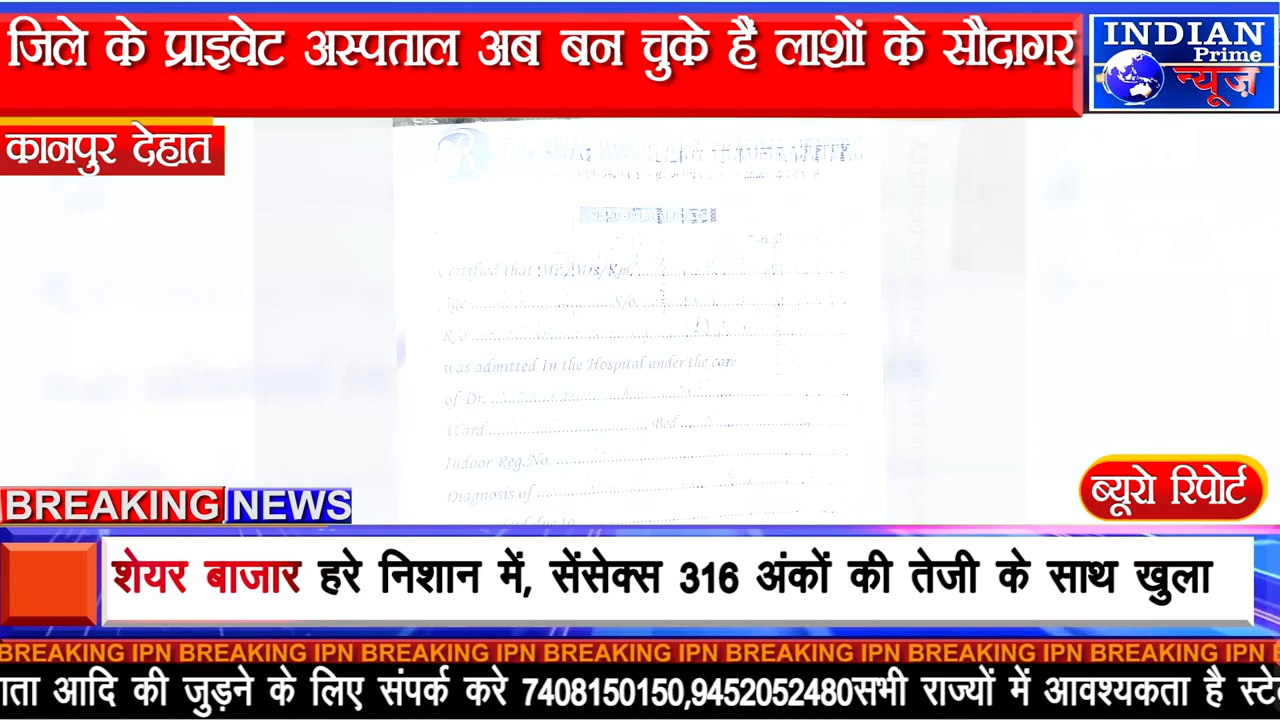 जिले के प्राइवेट अस्पताल अब बन चुके हैं लाशों के सौदागर
INDIAN
Prime
न्यूज़
कानपुर देहात
Certified that Mr./Mrs/Km.
Age S/o.
R/o
was admitted In the Hospital under the care
of Dr.
Ward Bed
Indoor Reg.No.
Diagnosis of
due to
ब्यूरो रिपोर्ट
BREAKING NEWS
शेयर बाजार हरे निशान में, सेंसेक्स 316 अंकों की तेजी के साथ खुला
BREAKING IPN BREAKING IPN BREAKING IPN BREAKING IPN BREAKING IPN BREAKING IPN BREAKING IPN
ाता आदि की जुड़ने के लिए संपर्क करे 7408150150,9452052480सभी राज्यों में आवश्यकता है स्टे